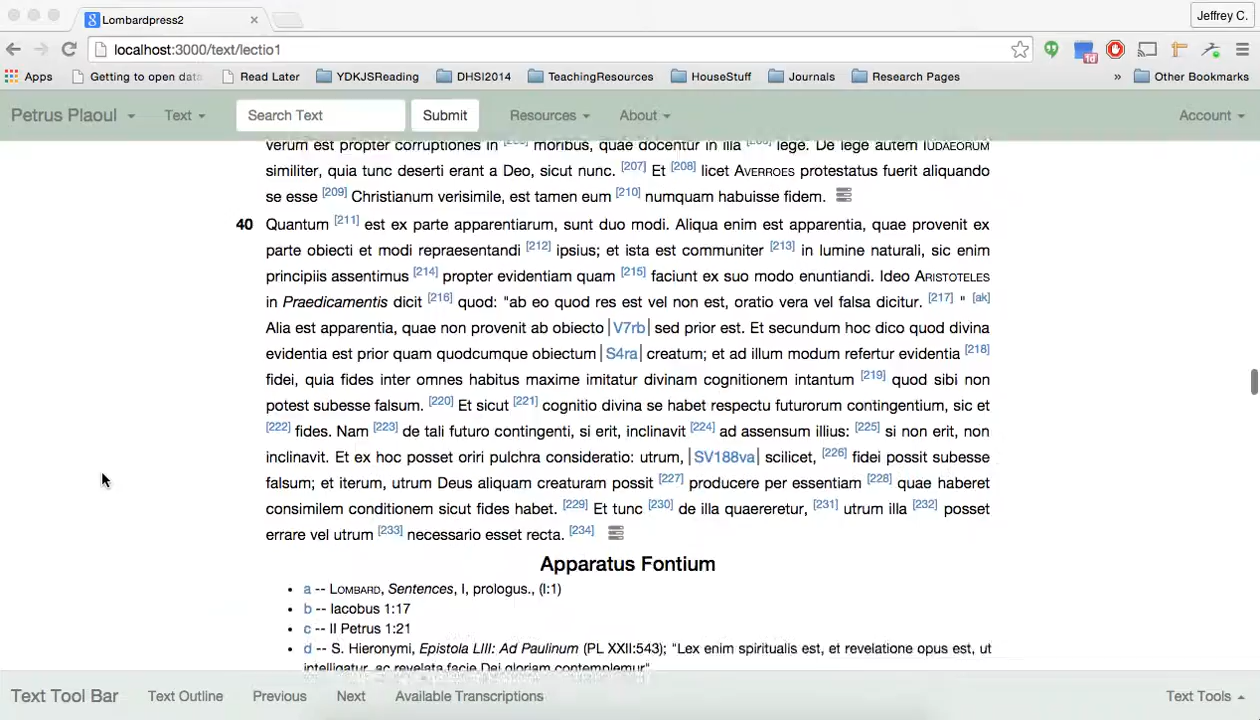 Lombardpress2
Jeffrey C.
localhost:3000/text/lectio1
Apps Getting to open data Read Later YDKJSReading DHSI2014 TeachingResources HouseStuff Journals Research Pages » Other Bookmarks
Petrus Plaoul Text Search Text Submit Resources About Account
verum est propter corruptiones in moribus, quae docentur in illa lege. De lege autem IUDAEORUM
similiter, quia tunc deserti erant a Deo, sicut nunc. [207] Et [208] licet AVERROES protestatus fuerit aliquando
se esse [209] Christianum verisimile, est tamen eum [210] numquam habuisse fidem.
40 Quantum [211] est ex parte apparentiarum, sunt duo modi. Aliqua enim est apparentia, quae provenit ex
parte obiecti et modi repraesentandi [212] ipsius; et ista est communiter [213] in lumine naturali, sic enim
principiis assentimus [214] propter evidentiam quam [215] faciunt ex suo modo enuntiandi. Ideo ARISTOTELES
in Praedicamentis dicit [216] quod: "ab eo quod res est vel non est, oratio vera vel falsa dicitur. [217] " [ak]
Alia est apparentia, quae non provenit ab obiecto |V7rb| sed prior est. Et secundum hoc dico quod divina
evidentia est prior quam quodcumque obiectum |S4ra| creatum; et ad illum modum refertur evidentia [218]
fidei, quia fides inter omnes habitus maxime imitatur divinam cognitionem intantum [219] quod sibi non
potest subesse falsum. [220] Et sicut [221] cognitio divina se habet respectu futurorum contingentium, sic et
[222] fides. Nam [223] de tali futuro contingenti, si erit, inclinavit [224] ad assensum illius: [225] si non erit, non
inclinavit. Et ex hoc posset oriri pulchra consideratio: utrum, |SV188va| scilicet, [226] fidei possit subesse
falsum; et iterum, utrum Deus aliquam creaturam possit [227] producere per essentiam [228] quae haberet
consimilem conditionem sicut fides habet. [229] Et tunc [230] de illa quaereretur, [231] utrum illa [232] posset
errare vel utrum [233] necessario esset recta. [234]
Apparatus Fontium
• a -- LOMBARD, Sentences, I, prologus., (I:1)
• b -- Iacobus 1:17
• c -- II Petrus 1:21
• d -- S. Hieronymi, Epistola LIII: Ad Paulinum (PL XXII:543); "Lex enim spiritualis est, et revelatione opus est, ut
intelligatur, ac revelata facie Dei gloriam contemplemur"
Text Tool Bar Text Outline Previous Next Available Transcriptions Text Tools